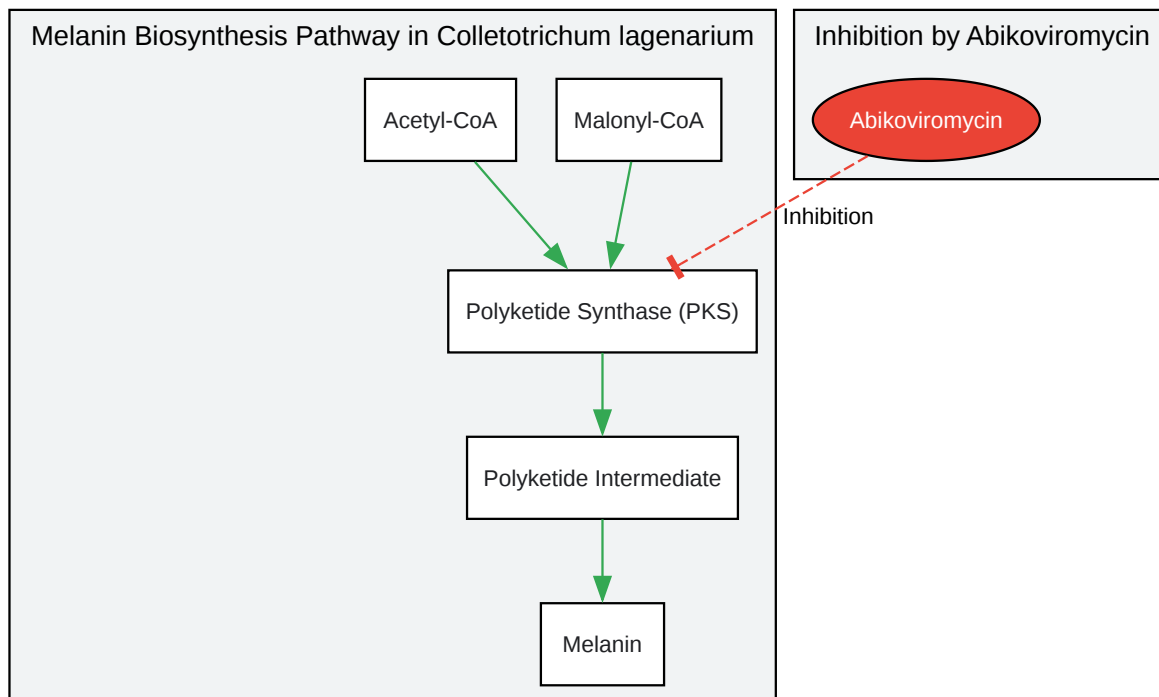 Melanin Biosynthesis Pathway in Colletotrichum lagenarium
Inhibition by Abikoviromycin
Acetyl-CoA
Malonyl-CoA
Abikoviromycin
Inhibition
Polyketide Synthase (PKS)
Polyketide Intermediate
Melanin